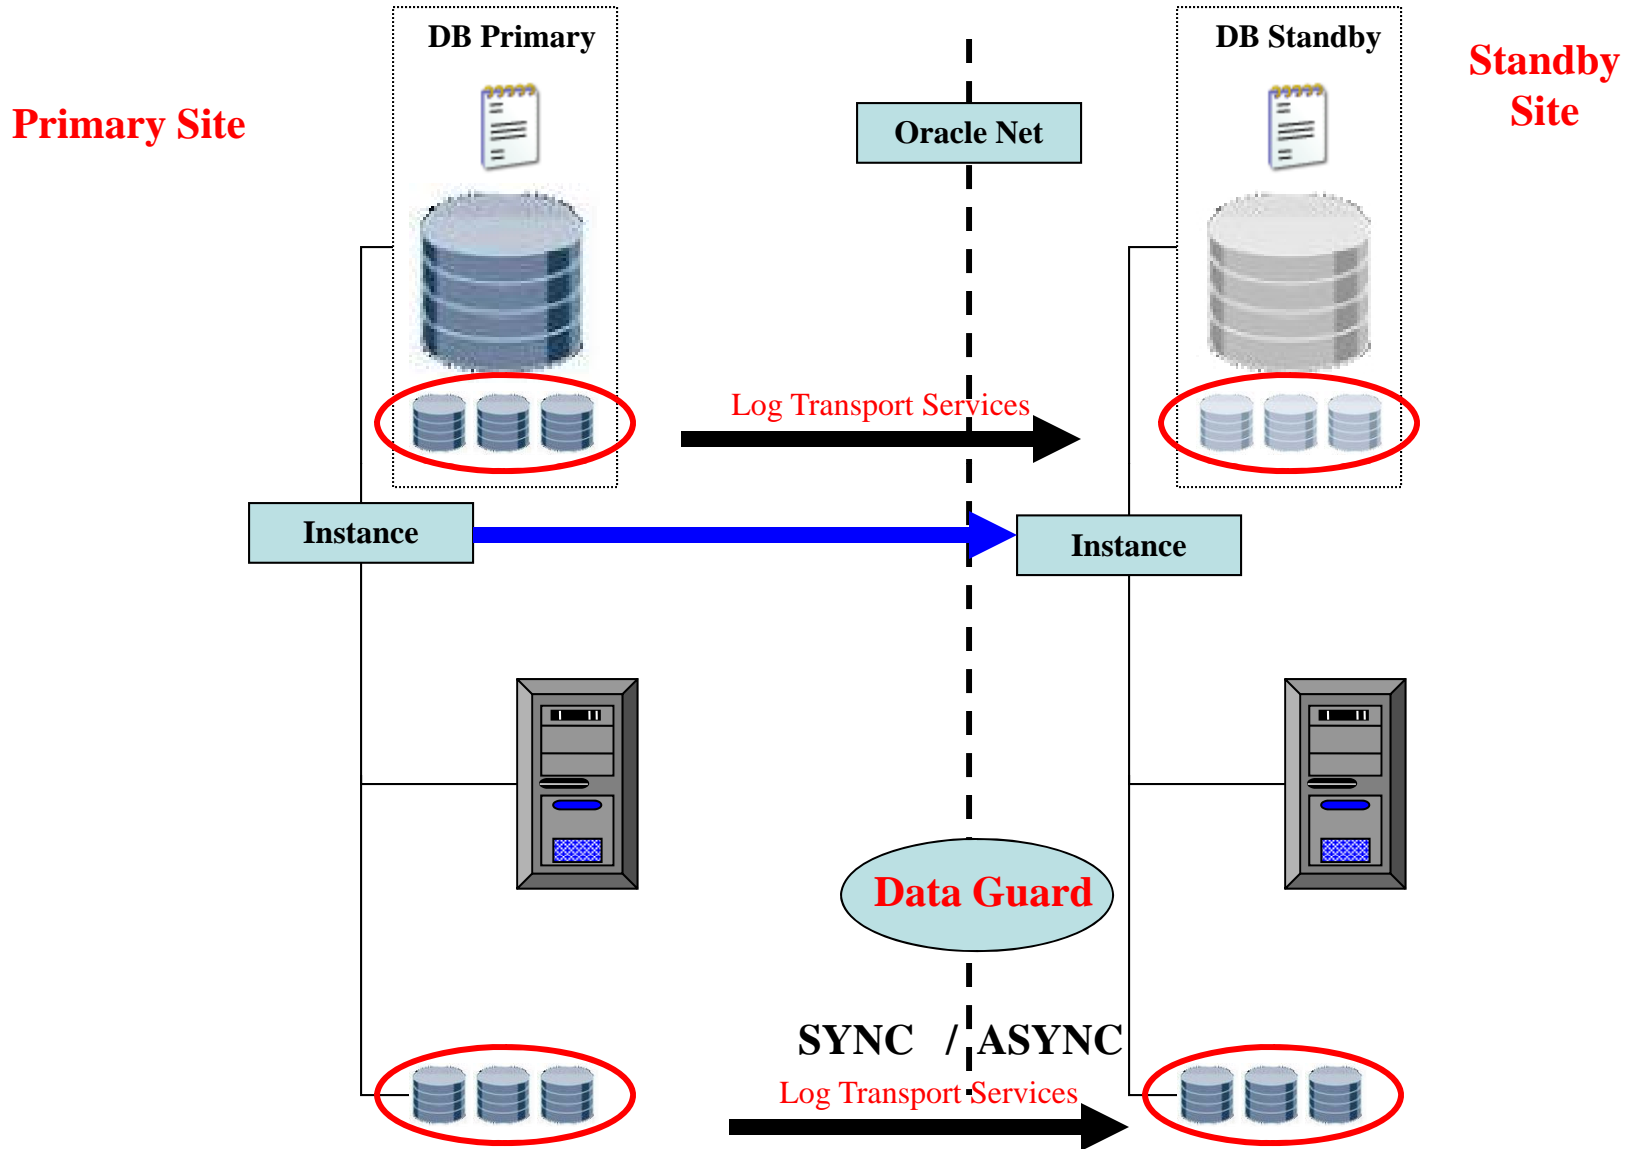 DB Primary
DB Standby
Standby
Site
Primary Site
Oracle Net
Log Transport Services
Instance
Instance
Data Guard
SYNC / ASYNC
Log Transport Services